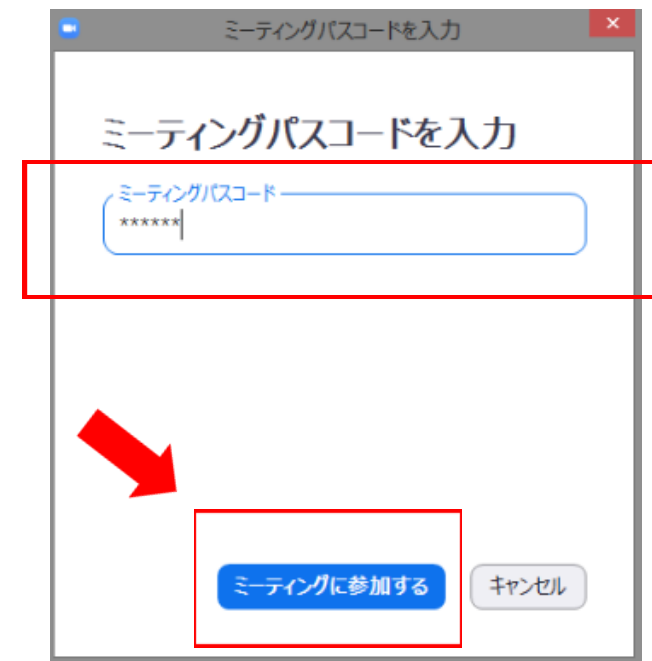 ミーティングパスコードを入力
ミーティングパスコードを入力
ミーティングパスコード
******
ミーティングに参加する
キャンセル